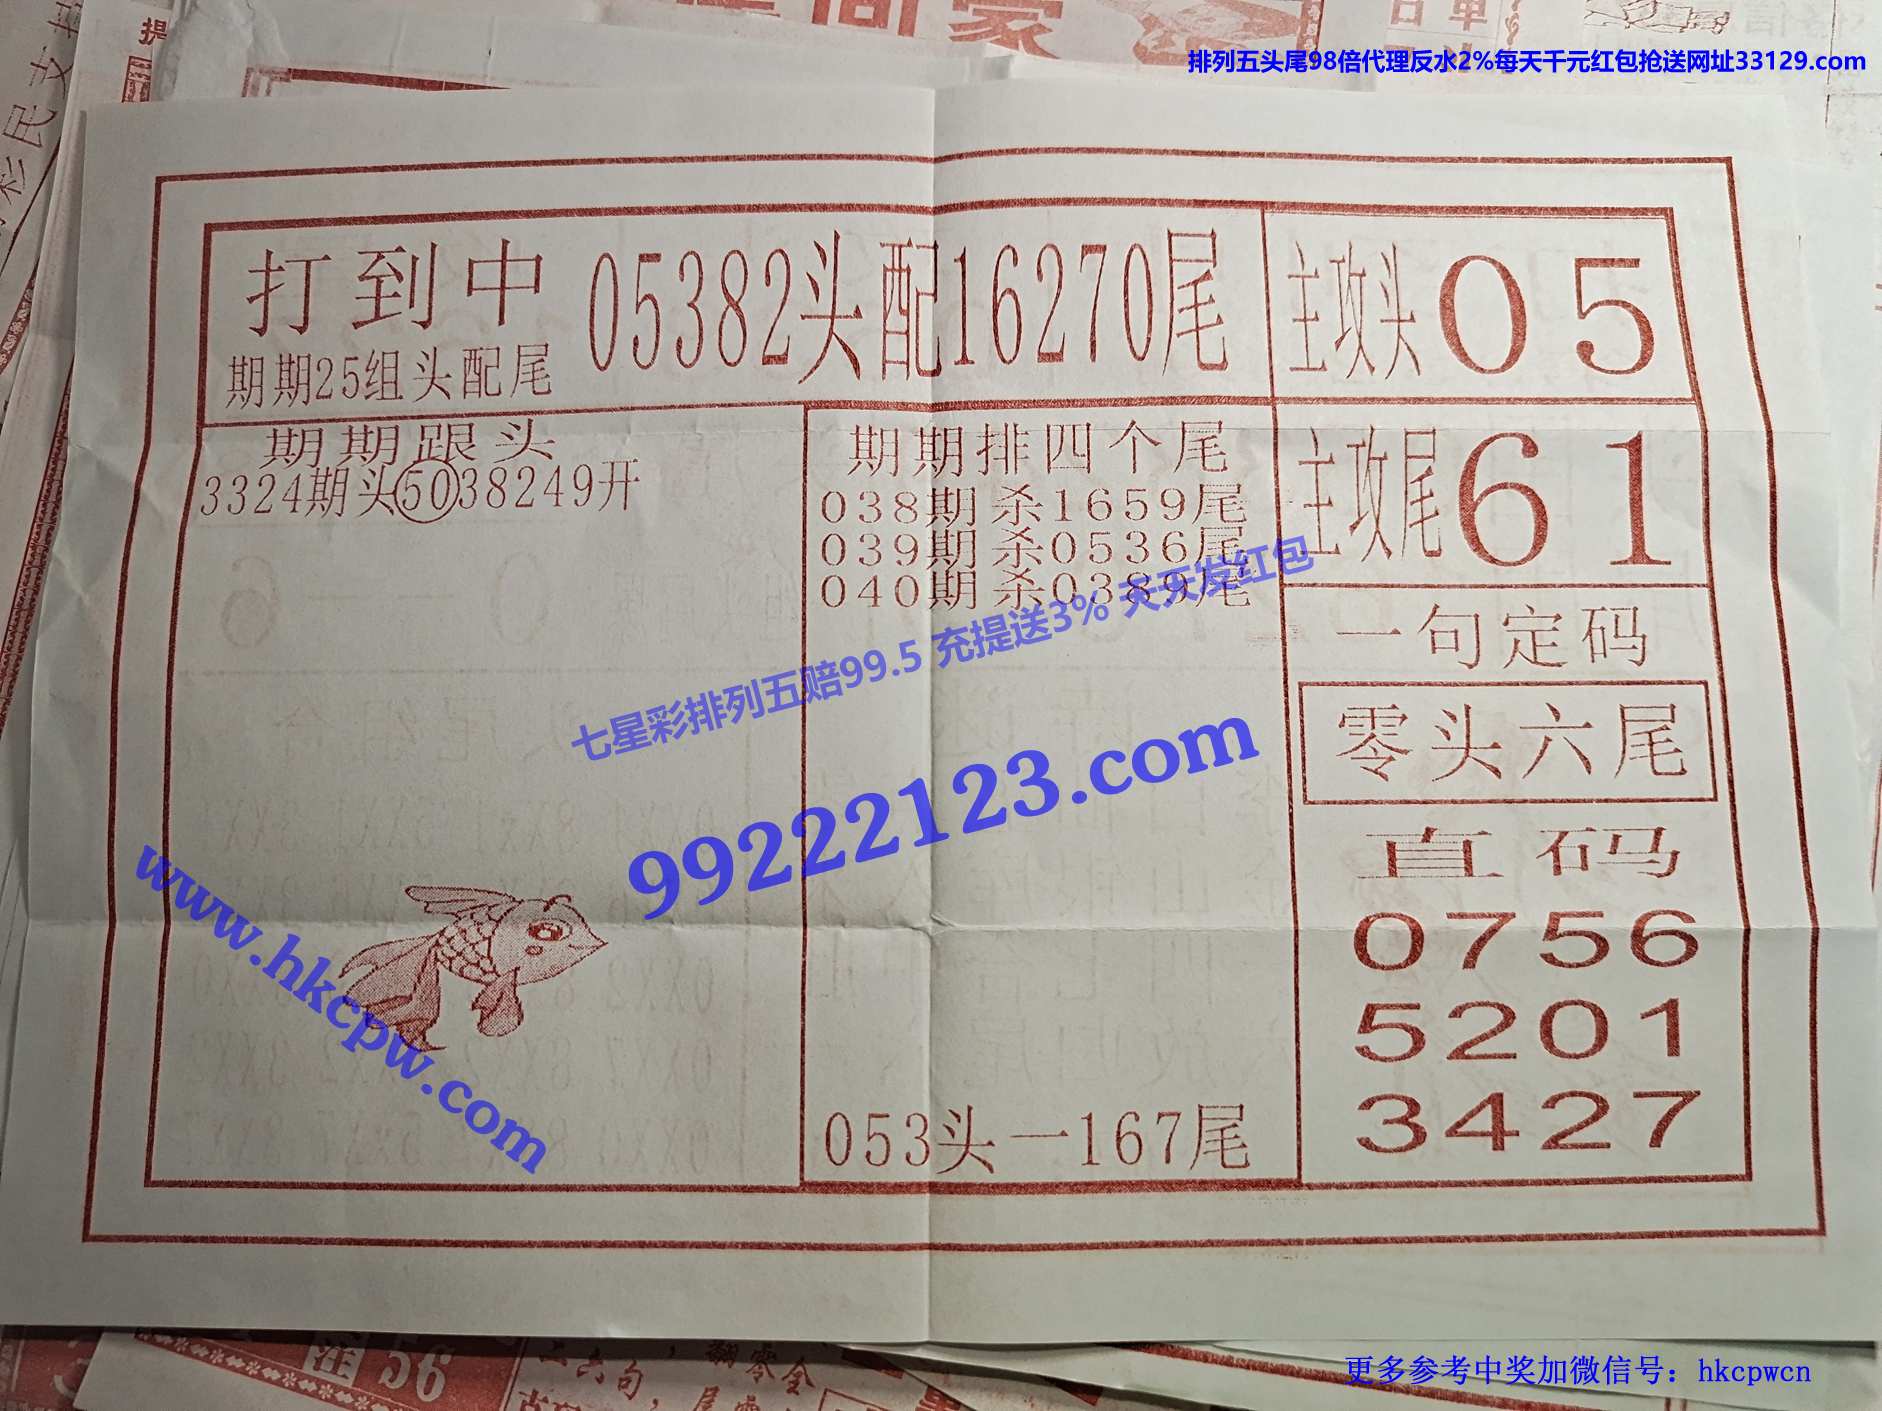 排列五头尾98倍代理反水2%每天千元红包抢送网址33129.com
打到中
期期25组头配尾
05382头配16270尾
主攻头05
期期跟头
3324期头5038249开
期期排四个尾
038期杀1659尾
039期杀0536尾
040期杀0389尾
053头一167尾
主攻尾61
一句定码
零头六尾
直码
0756
5201
3427
七星彩排列五赔99.5 充提送3% 天天发红包
99222123.com
www.hkcpw.com
56
更多参考中奖加微信号：hkcpwcn